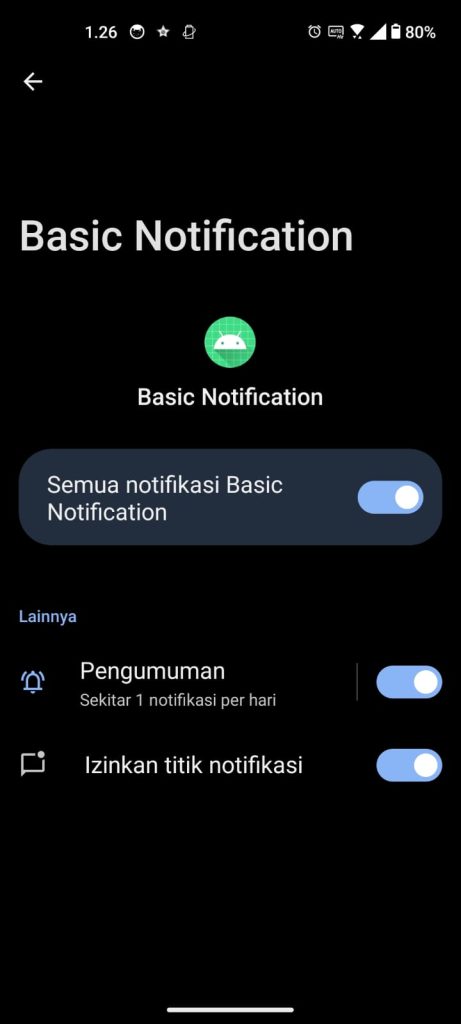 1.26
80%
Basic Notification
Basic Notification
Semua notifikasi Basic
Notification
Lainnya
Pengumuman
Sekitar 1 notifikasi per hari
Izinkan titik notifikasi